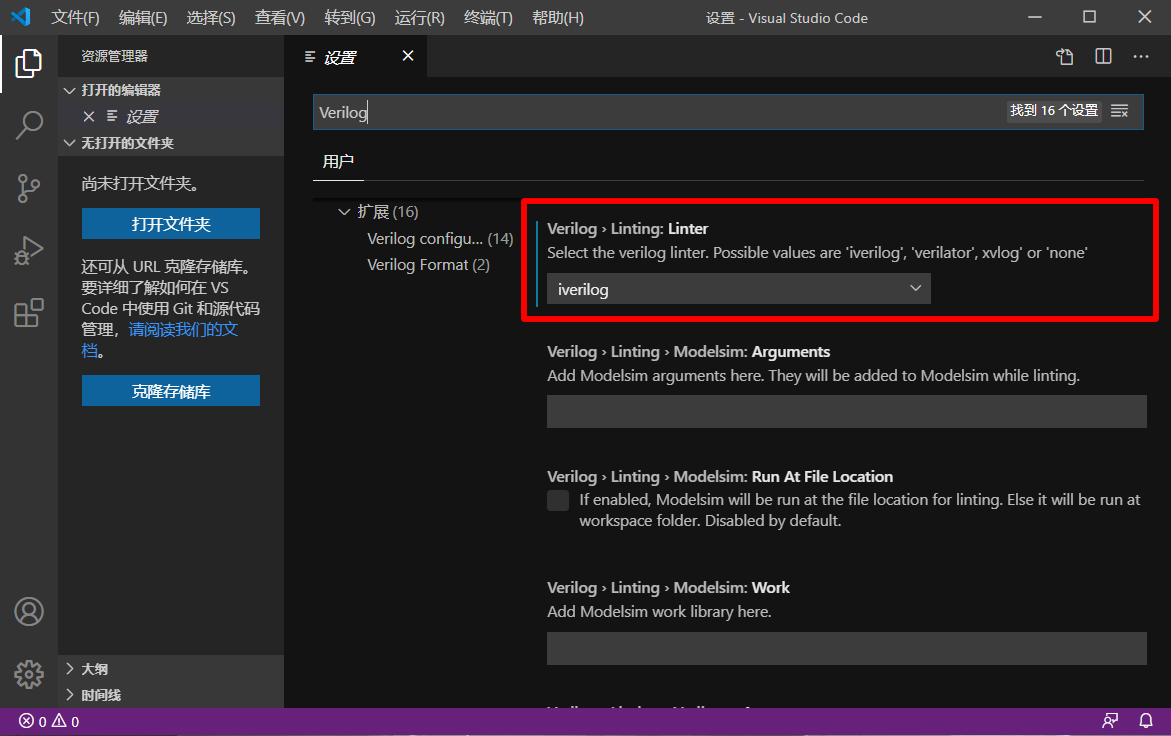 文件(F) 编辑(E) 选择(S) 查看(V) 转到(G) 运行(R) 终端(T) 帮助(H) 设置 - Visual Studio Code
资源管理器
打开的编辑器
设置
无打开的文件夹
尚未打开文件夹。
打开文件夹
还可从 URL 克隆存储库。
要详细了解如何在 VS
Code 中使用 Git 和源代码
管理，请阅读我们的文
档。
克隆存储库
大纲
时间线
设置
Verilog
找到 16 个设置
用户
扩展 (16)
Verilog configu... (14)
Verilog Format (2)
Verilog › Linting: Linter
Select the verilog linter. Possible values are 'iverilog', 'verilator', xvlog' or 'none'
iverilog
Verilog › Linting › Modelsim: Arguments
Add Modelsim arguments here. They will be added to Modelsim while linting.
Verilog › Linting › Modelsim: Run At File Location
If enabled, Modelsim will be run at the file location for linting. Else it will be run at
workspace folder. Disabled by default.
Verilog › Linting › Modelsim: Work
Add Modelsim work library here.
0 0